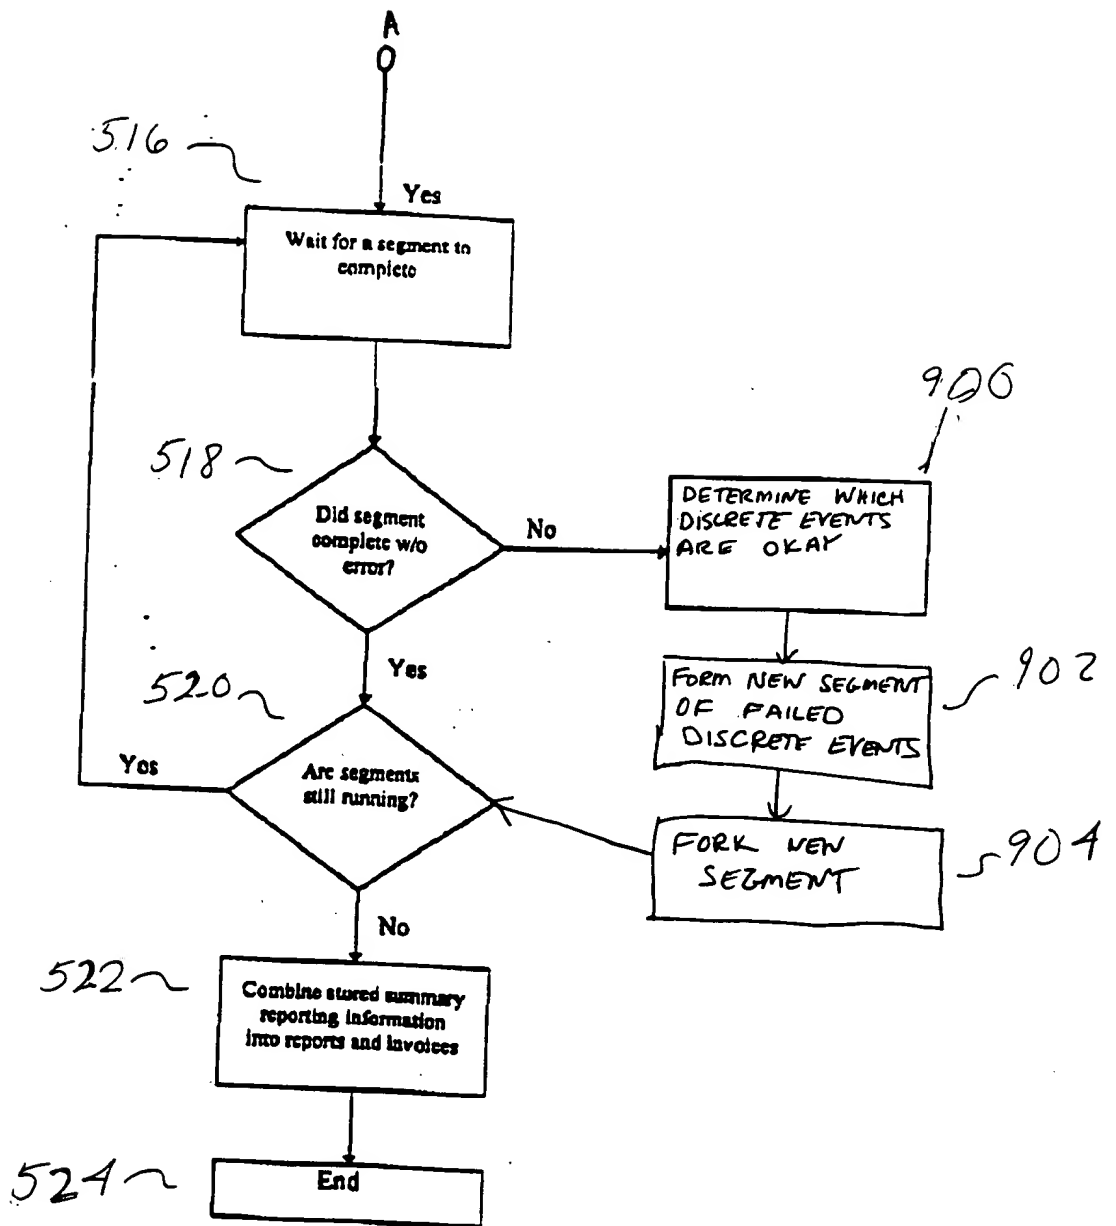 A
516
Yes
Wait for a segment to
complete
900
518
Did segment
complete w/o
error?
No
DETERMINE WHICH
DISCRETE EVENTS
ARE OKAY
Yes
520
FORM NEW SEGMENT
OF FAILED
DISCRETE EVENTS
902
Yes
Are segments
still running?
FORK NEW
SEGMENT
904
No
522
Combine stored summary
reporting information
into reports and invoices
524
End